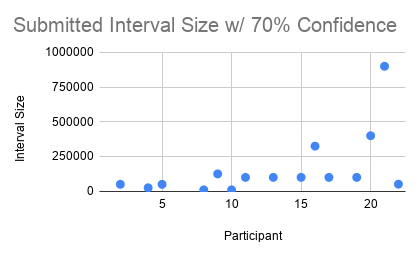 Submitted Interval Size w/ 70% Confidence
1000000
750000
500000
250000
0
Interval Size
5 10 15 20
Participant